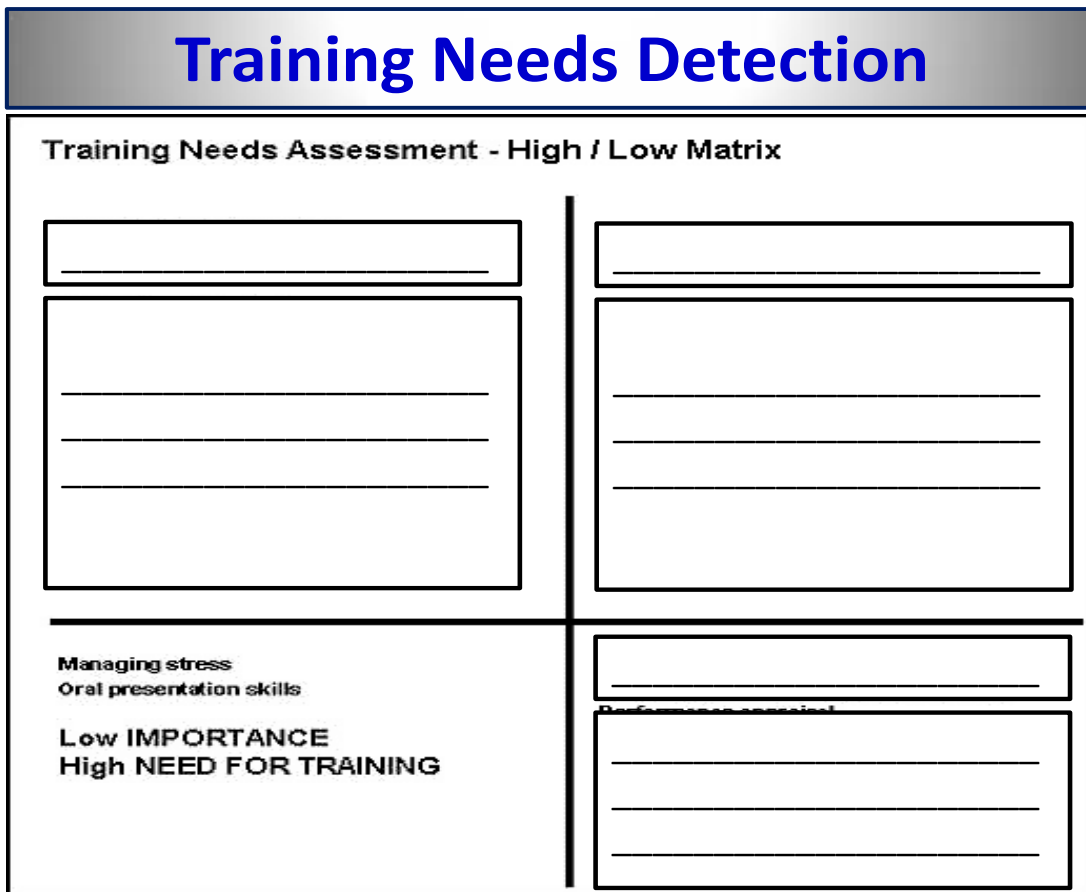 Training Needs Detection
Training Needs Assessment - High / Low Matrix
Managing stress
Oral presentation skills
Low IMPORTANCE
High NEED FOR TRAINING